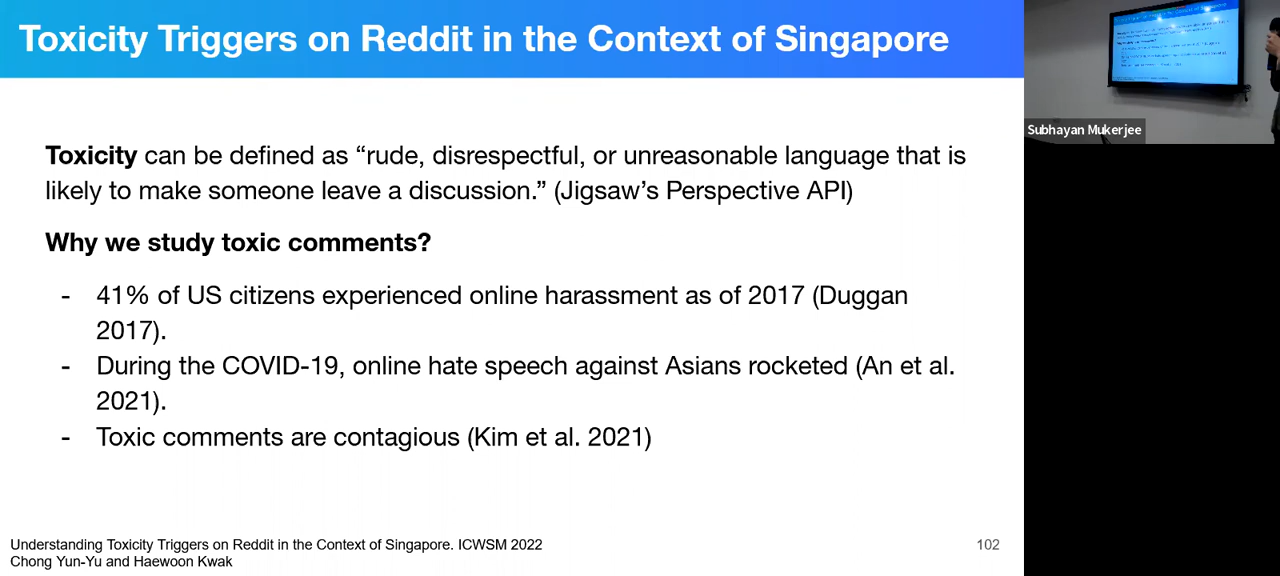 Toxicity Triggers on Reddit in the Context of Singapore
Toxicity can be defined as “rude, disrespectful, or unreasonable language that is
likely to make someone leave a discussion.” (Jigsaw’s Perspective API)
Why we study toxic comments?
- 41% of US citizens experienced online harassment as of 2017 (Duggan
2017).
- During the COVID-19, online hate speech against Asians rocketed (An et al.
2021).
- Toxic comments are contagious (Kim et al. 2021)
Understanding Toxicity Triggers on Reddit in the Context of Singapore. ICWSM 2022
Chong Yun-Yu and Haewoon Kwak
102
Subhayan Mukerjee